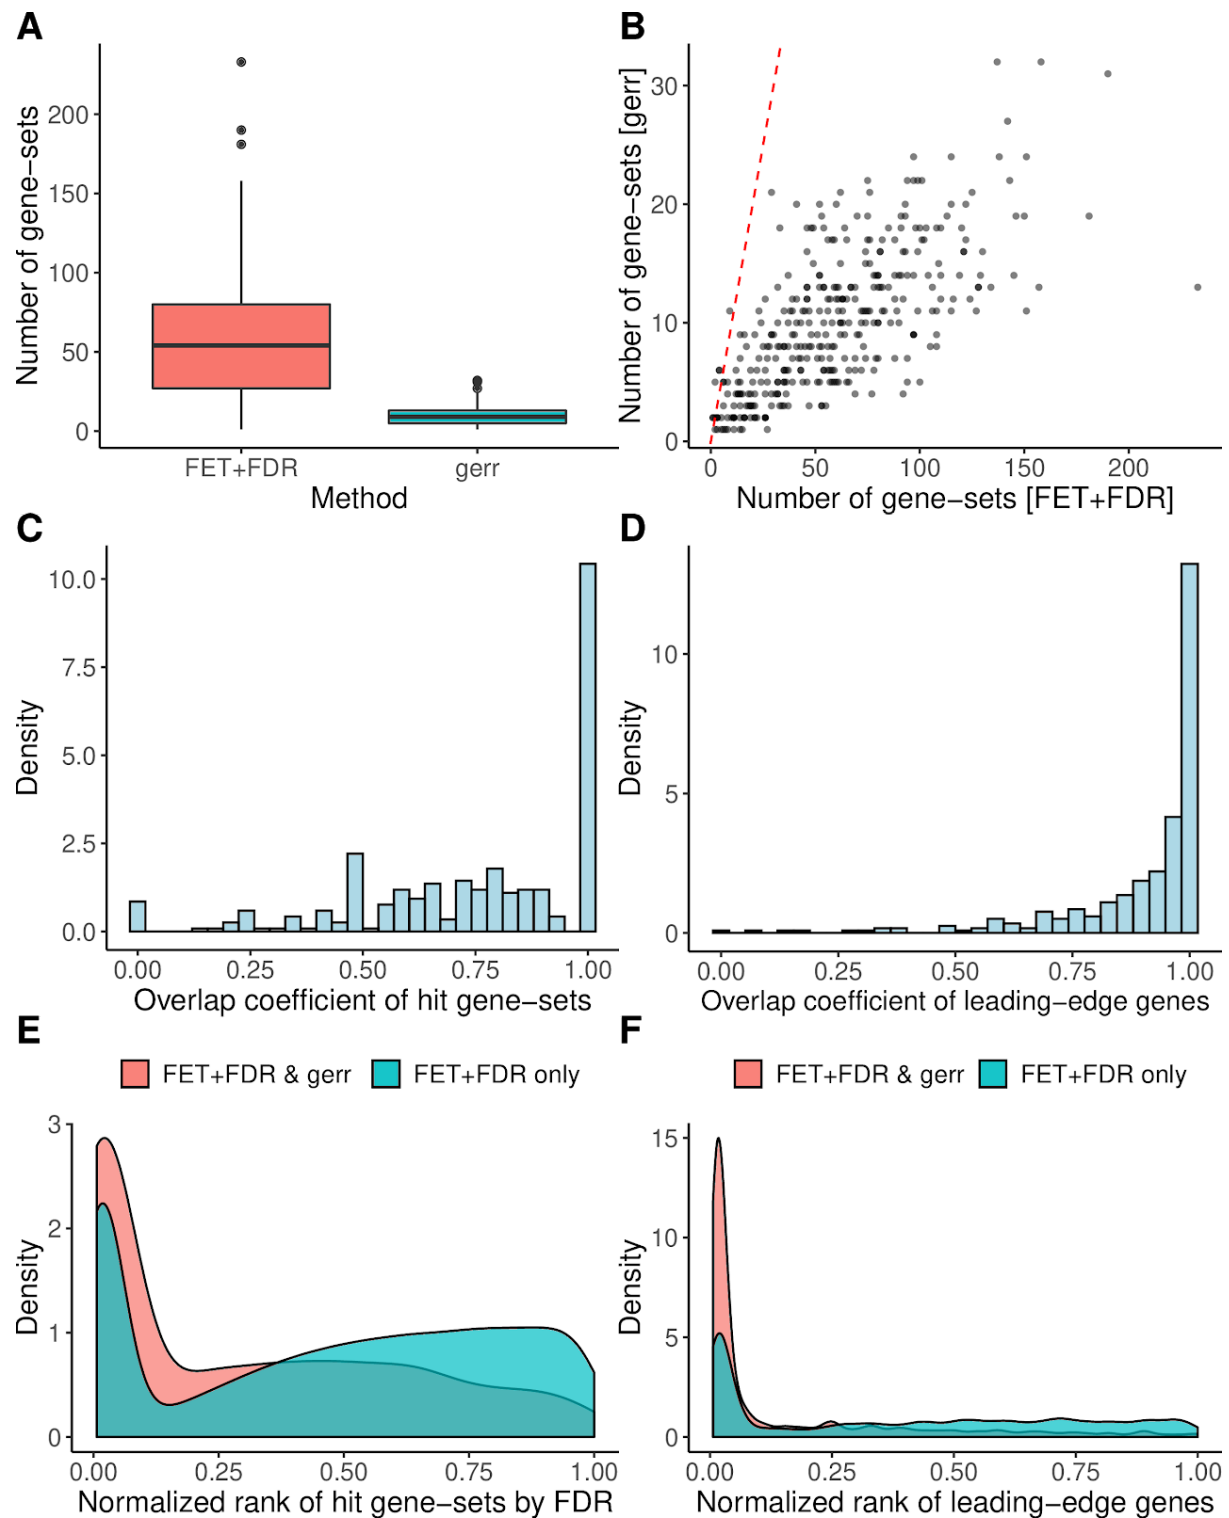 A
Number of gene−sets
200
150
100
50
0
FET+FDR
gerr
Method
B
Number of gene−sets [gerr]
30
20
10
0
0
50
100
150
200
Number of gene−sets [FET+FDR]
C
Density
10.0
7.5
5.0
2.5
0.0
0.00
0.25
0.50
0.75
1.00
Overlap coefficient of hit gene−sets
D
Density
10
5
0
0.00
0.25
0.50
0.75
1.00
Overlap coefficient of leading−edge genes
E
FET+FDR & gerr
FET+FDR only
Density
3
2
1
0
0.00
0.25
0.50
0.75
1.00
Normalized rank of hit gene−sets by FDR
F
FET+FDR & gerr
FET+FDR only
Density
15
10
5
0
0.00
0.25
0.50
0.75
1.00
Normalized rank of leading−edge genes